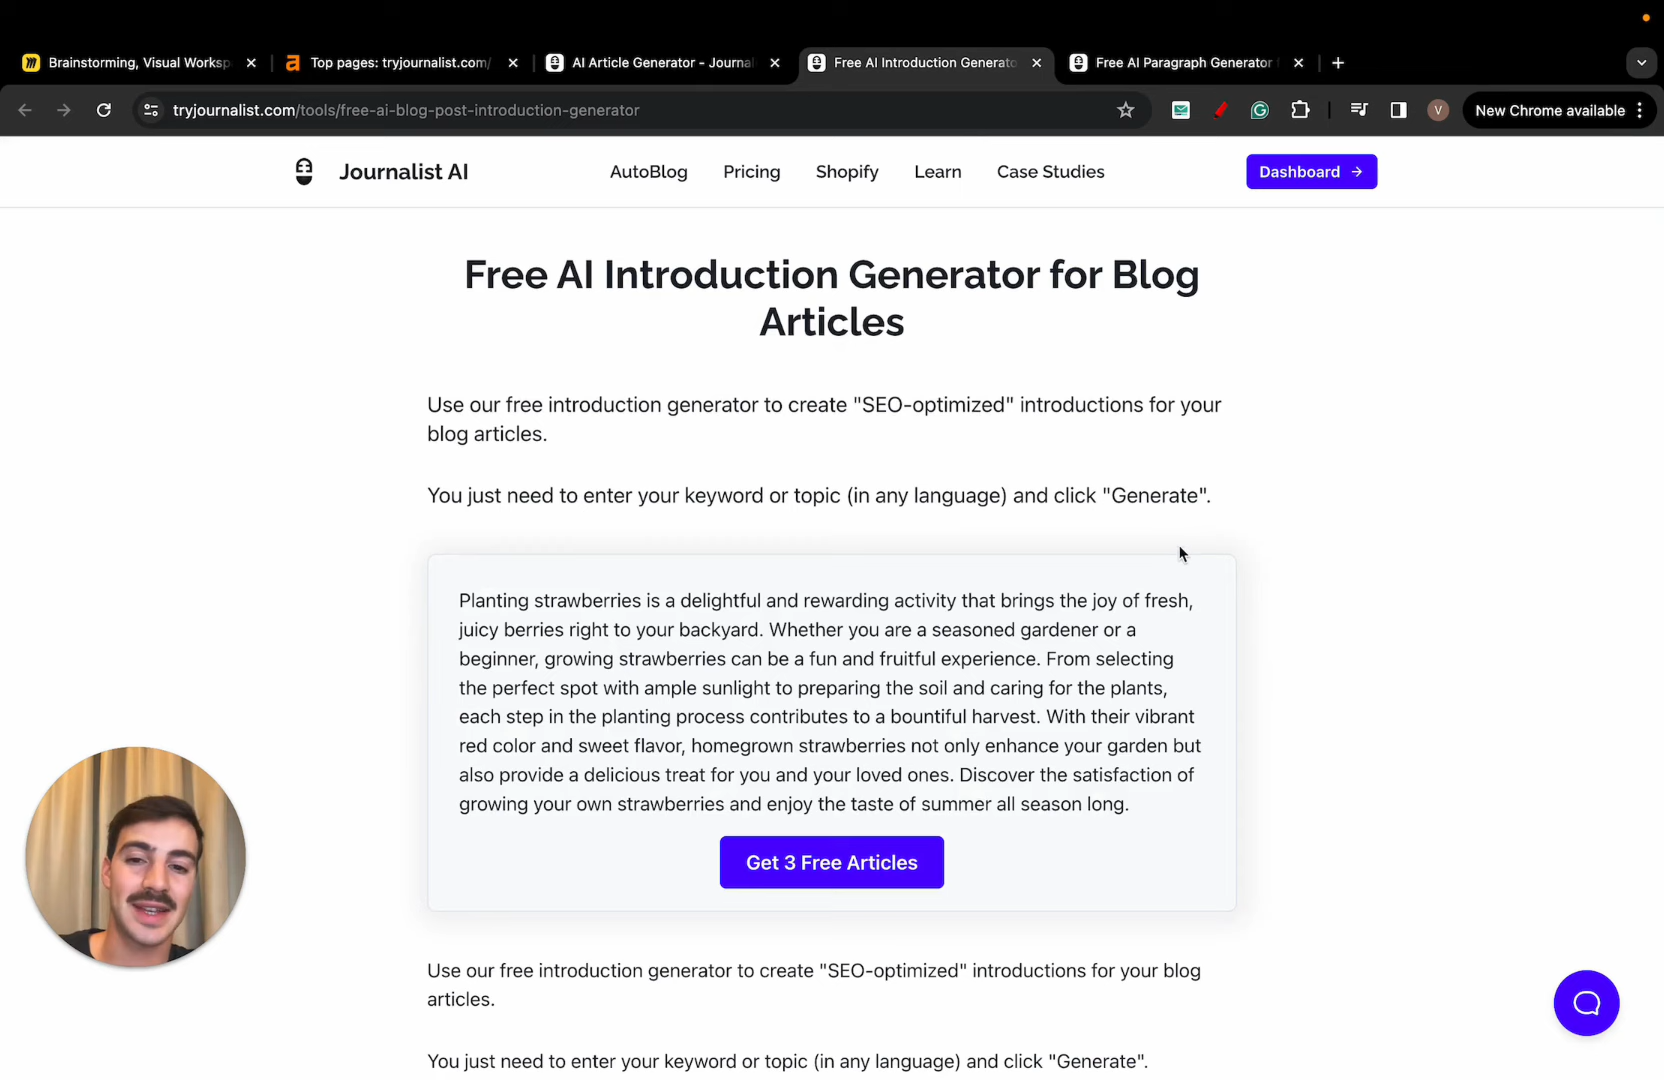 Brainstorming, Visual Worksp
Top pages: tryjournalist.com/
AI Article Generator - Journal
Free AI Introduction Generato
Free AI Paragraph Generator
tryjournalist.com/tools/free-ai-blog-post-introduction-generator
V
New Chrome available
Journalist AI
AutoBlog
Pricing
Shopify
Learn
Case Studies
Dashboard →
Free AI Introduction Generator for Blog
Articles
Use our free introduction generator to create "SEO-optimized" introductions for your
blog articles.
You just need to enter your keyword or topic (in any language) and click "Generate".
Planting strawberries is a delightful and rewarding activity that brings the joy of fresh,
juicy berries right to your backyard. Whether you are a seasoned gardener or a
beginner, growing strawberries can be a fun and fruitful experience. From selecting
the perfect spot with ample sunlight to preparing the soil and caring for the plants,
each step in the planting process contributes to a bountiful harvest. With their vibrant
red color and sweet flavor, homegrown strawberries not only enhance your garden but
also provide a delicious treat for you and your loved ones. Discover the satisfaction of
growing your own strawberries and enjoy the taste of summer all season long.
Get 3 Free Articles
Use our free introduction generator to create "SEO-optimized" introductions for your blog
articles.
You just need to enter your keyword or topic (in any language) and click "Generate".